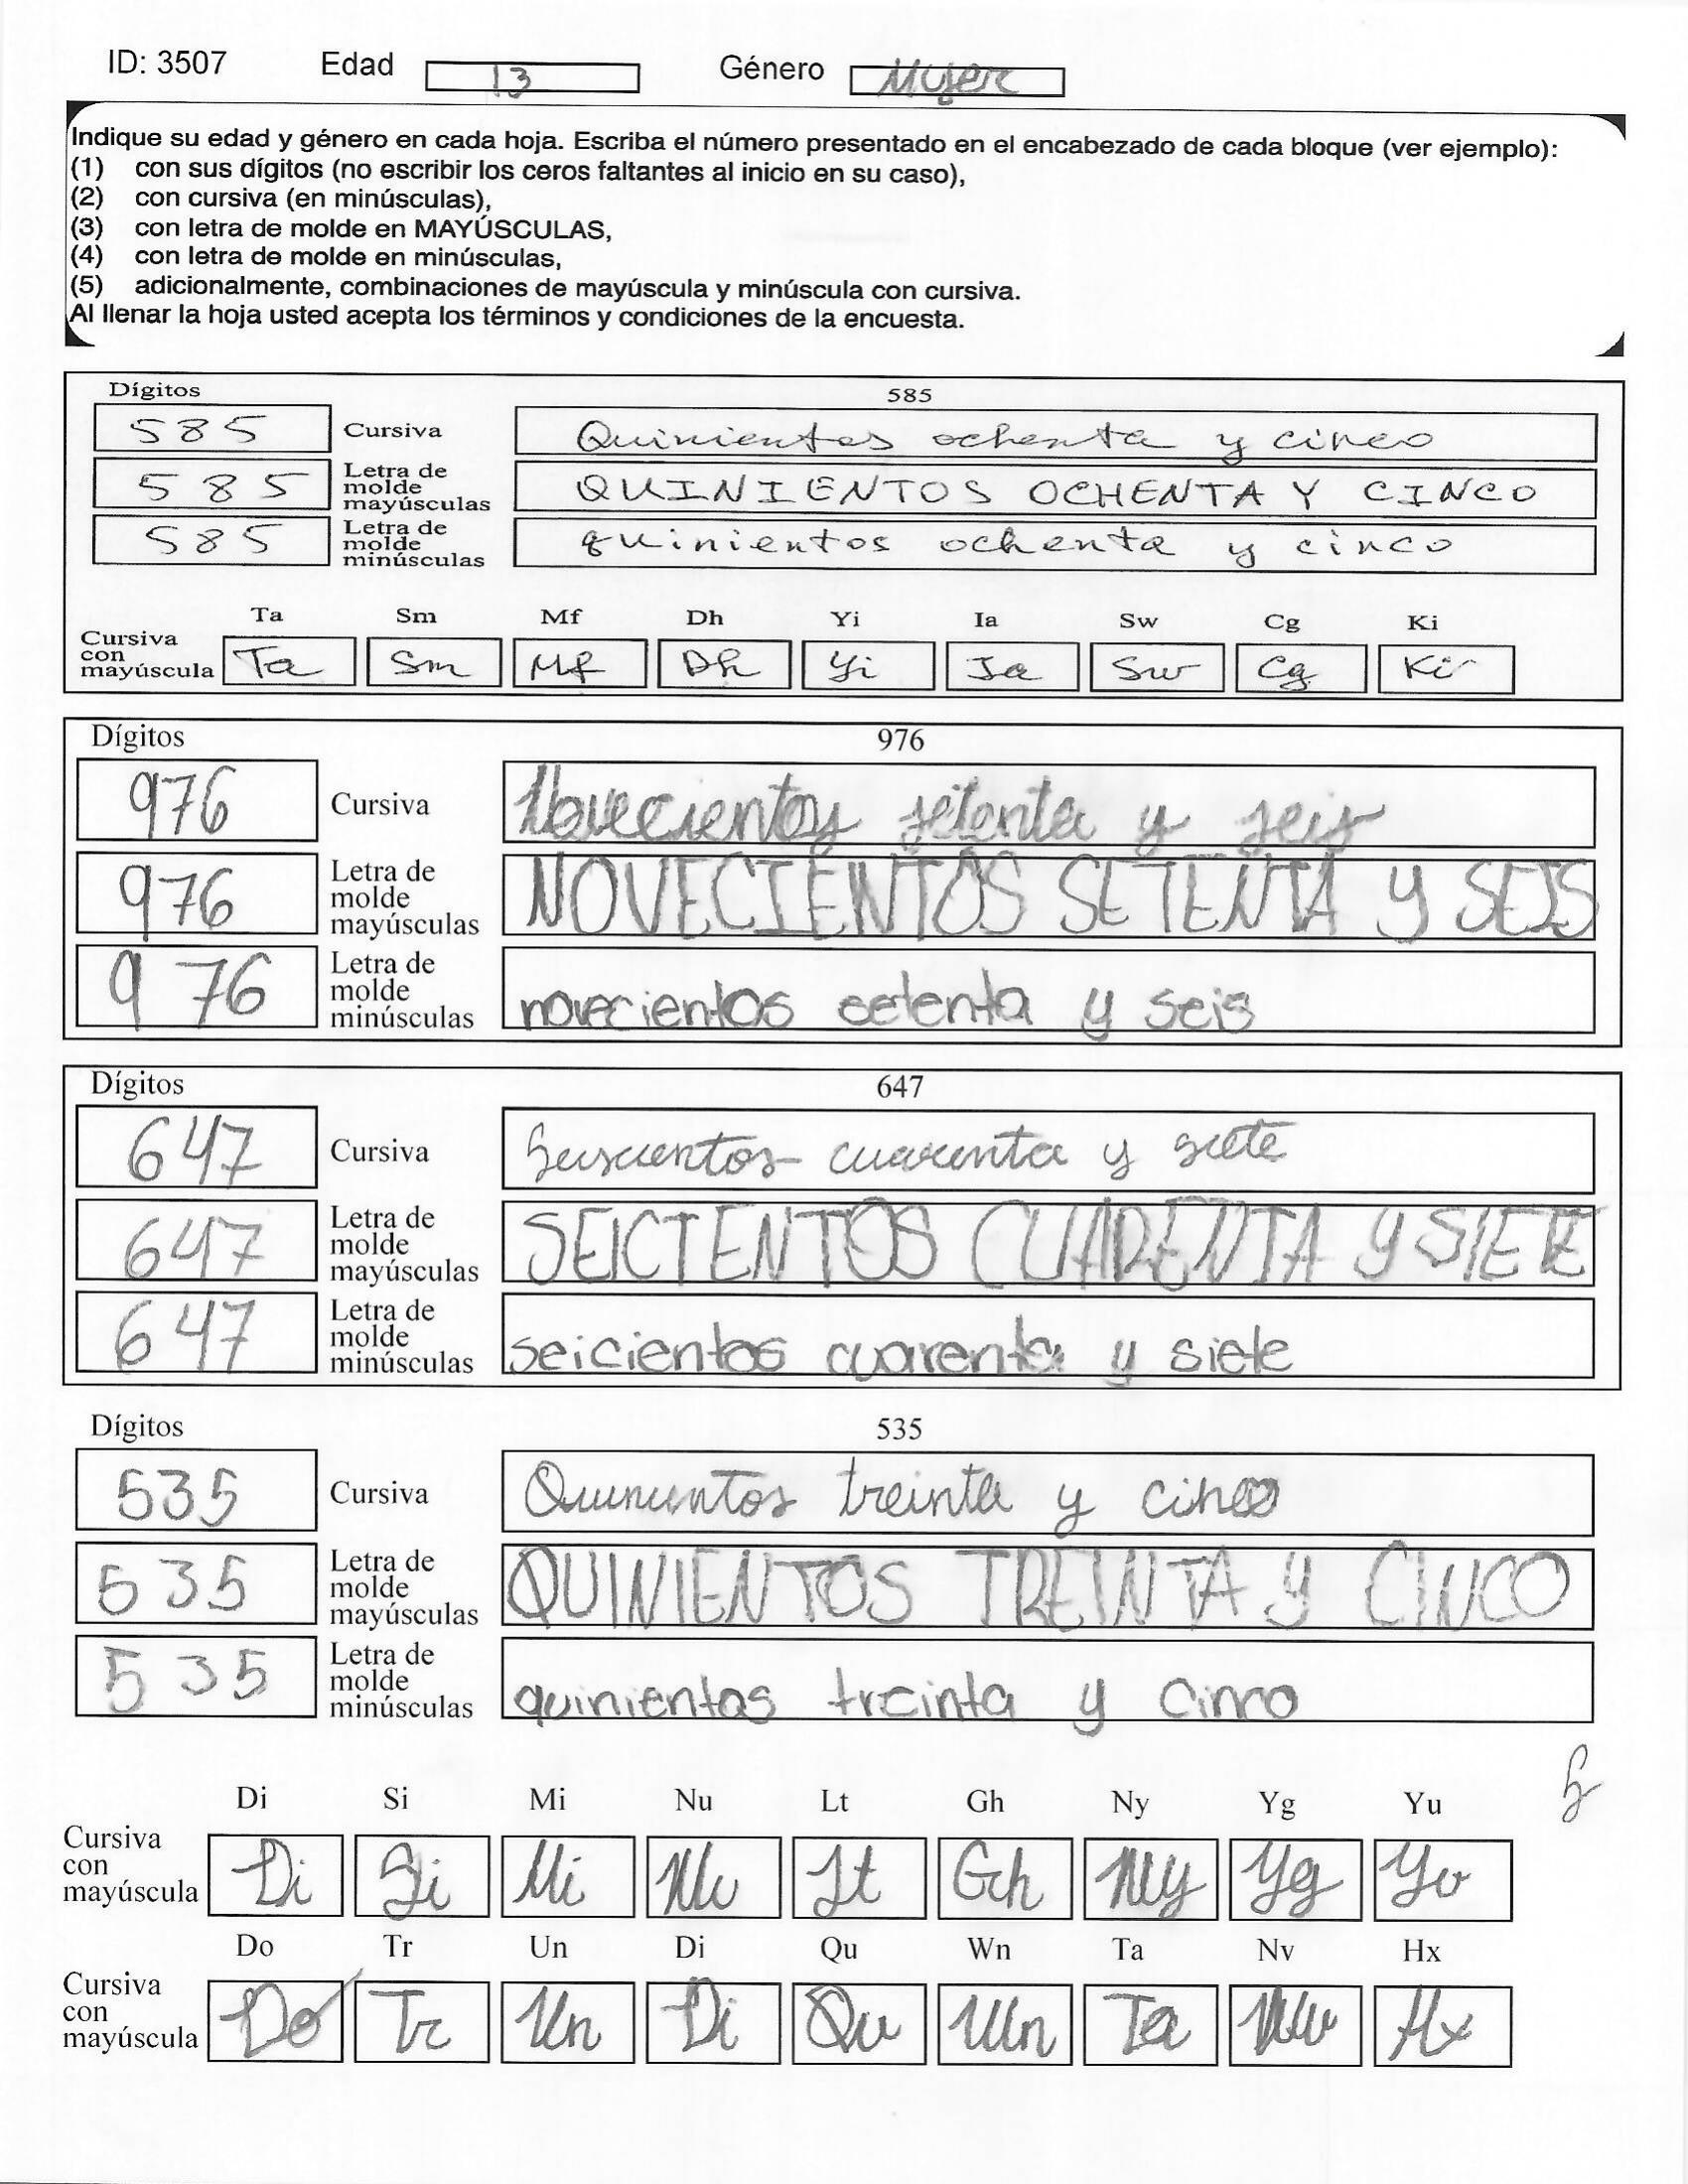 ID: 3507 Edad 13 Género Mujer
Indique su edad y género en cada hoja. Escriba el número presentado en el encabezado de cada bloque (ver ejemplo):
(1) con sus dígitos (no escribir los ceros faltantes al inicio en su caso),
(2) con cursiva (en minúsculas),
(3) con letra de molde en MAYÚSCULAS,
(4) con letra de molde en minúsculas,
(5) adicionalmente, combinaciones de mayúscula y minúscula con cursiva.
Al llenar la hoja usted acepta los términos y condiciones de la encuesta.
Dígitos 585
585 Cursiva Quinientos ochenta y cinco
585 Letra de molde mayúsculas QUINIENTOS OCHENTA Y CINCO
585 Letra de molde minúsculas quinientos ochenta y cinco
Ta Sm Mf Dh Yi Ia Sw Cg Ki
Cursiva con mayúscula Ta Sm Mf Dh Yi Ia Sw Cg Ki
Dígitos 976
976 Cursiva Novecientos setenta y seis
976 Letra de molde mayúsculas NOVECIENTOS SETENTA Y SEIS
976 Letra de molde minúsculas novecientos setenta y seis
Dígitos 647
647 Cursiva Seiscientos cuarenta y siete
647 Letra de molde mayúsculas SEICIENTOS CUARENTA Y SIETE
647 Letra de molde minúsculas seicientos cuarenta y siete
Dígitos 535
535 Cursiva Quinientos treinta y cinco
535 Letra de molde mayúsculas QUINIENTOS TREINTA Y CINCO
535 Letra de molde minúsculas quinientos treinta y cinco
Di Si Mi Nu Lt Gh Ny Yg Yu
Cursiva con mayúscula Di Si Mi Nu Lt Gh Ny Yg Yu
Do Tr Un Di Qu Wn Ta Nv Hx
Cursiva con mayúscula Do Tr Un Di Qu Wn Ta Nv Hx